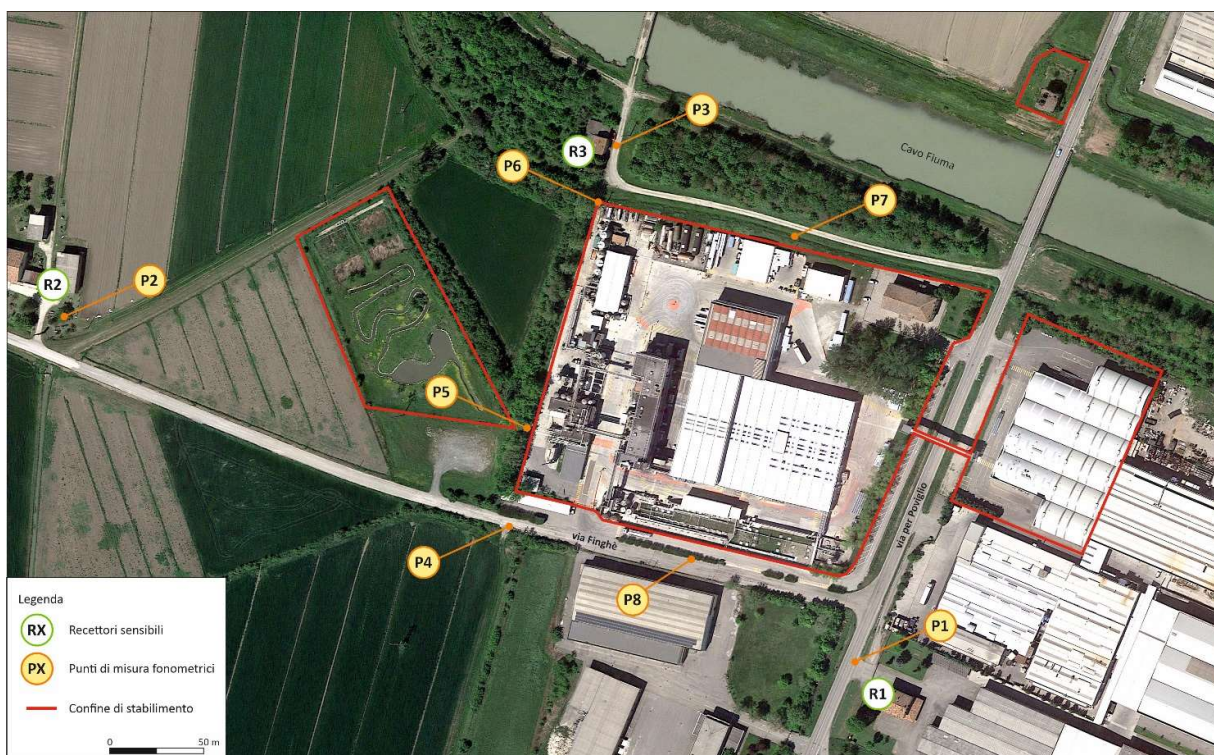 P3
R3
Cavo Fiuma
P6
P7
R2
P2
P5
via per Poviglio
via Finghè
P4
P8
P1
R1
Legenda
RX Recettori sensibili
PX Punti di misura fonometrici
Confine di stabilimento
0 50 m